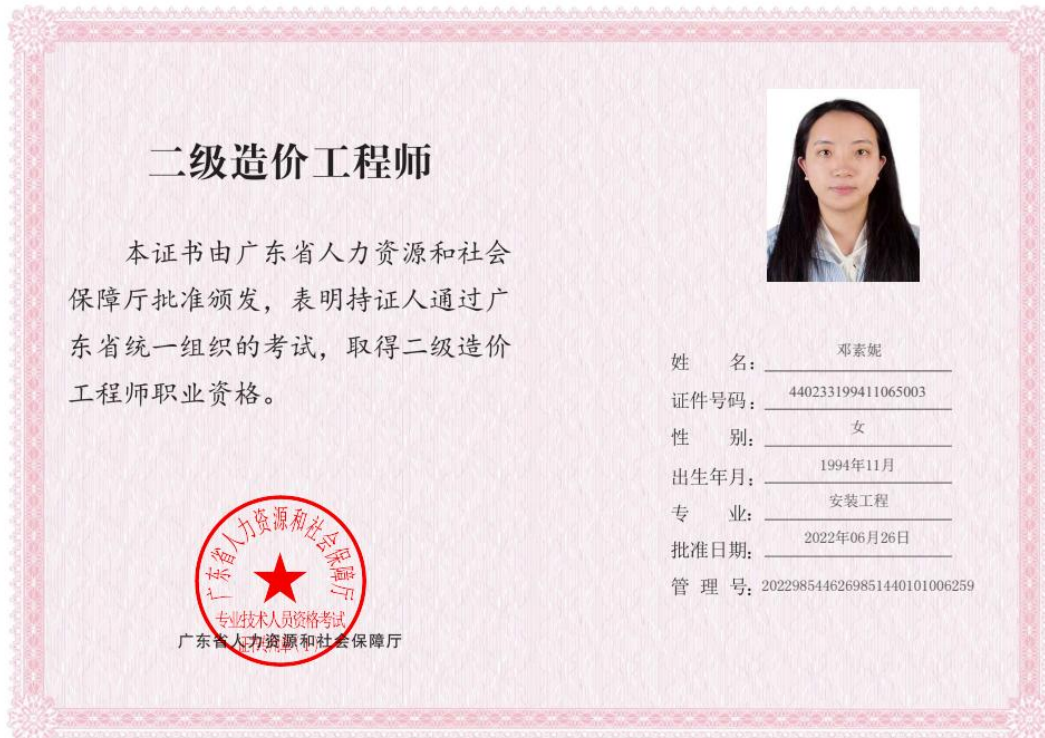 二级造价工程师
本证书由广东省人力资源和社会
保障厅批准颁发，表明持证人通过广
东省统一组织的考试，取得二级造价
工程师职业资格。
广东省人力资源和社会保障厅
专业技术人员资格考试
广东省人力资源和社会保障厅
姓名：邓素妮
证件号码：440233199411065003
性别：女
出生年月：1994年11月
专业：安装工程
批准日期：2022年06月26日
管理号：2022985446269851440101006259